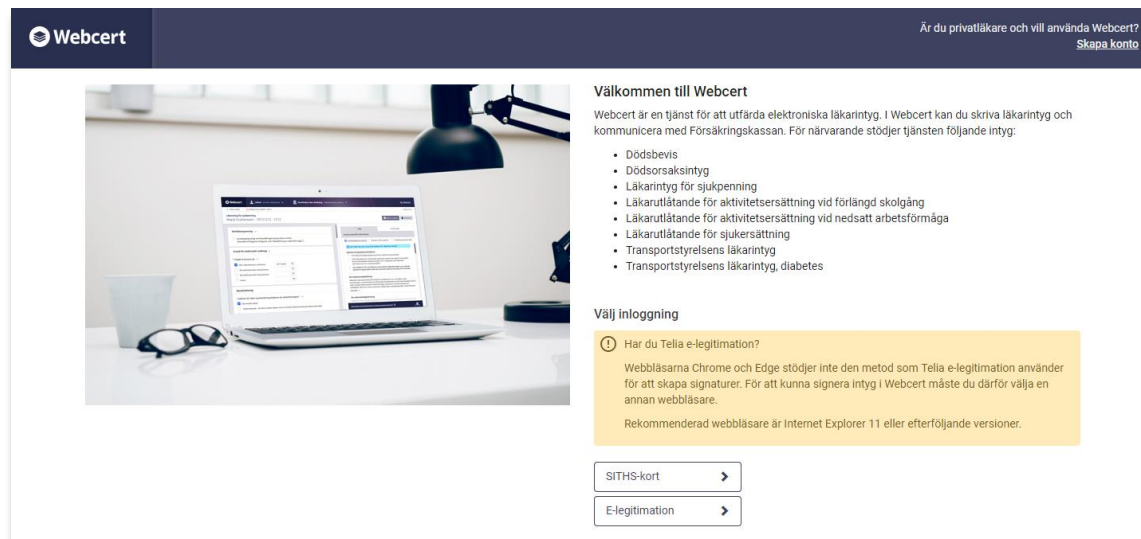 Webcert
Är du privatläkare och vill använda Webcert?
Skapa konto
Välkommen till Webcert
Webcert är en tjänst för att utfärda elektroniska läkarintyg. I Webcert kan du skriva läkarintyg och
kommunicera med Försäkringskassan. För närvarande stödjer tjänsten följande intyg:
Dödsbevis
Dödsorsaksintyg
Läkarintyg för sjukpenning
Läkarutlåtande för aktivitetsersättning vid förlängd skolgång
Läkarutlåtande för aktivitetsersättning vid nedsatt arbetsförmåga
Läkarutlåtande för sjukersättning
Transportstyrelsens läkarintyg
Transportstyrelsens läkarintyg, diabetes
Välj inloggning
Har du Telia e-legitimation?
Webbläsarna Chrome och Edge stödjer inte den metod som Telia e-legitimation använder
för att skapa signaturer. För att kunna signera intyg i Webcert måste du därför välja en
annan webbläsare.
Rekommenderad webbläsare är Internet Explorer 11 eller efterföljande versioner.
SITHS-kort
E-legitimation